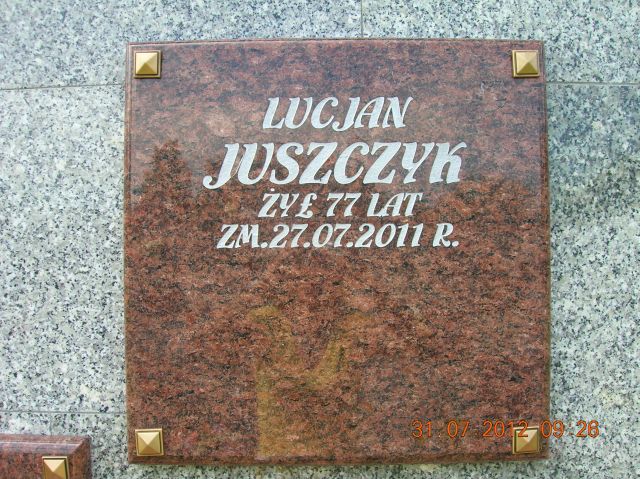 LUCJAN
JUSZCZYK
ŻYŁ 77 LAT
ZM.27.07.2011 R.
31.07.2012 09:26